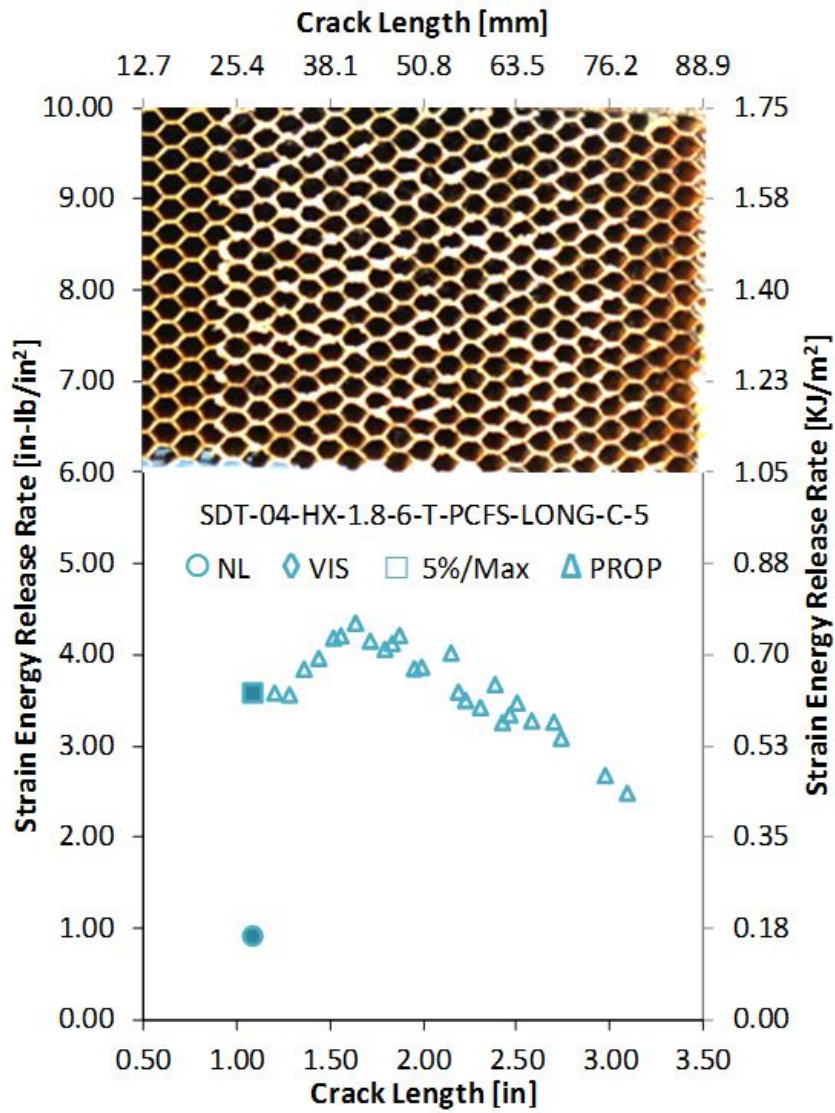 Crack Length [mm]
12.7 25.4 38.1 50.8 63.5 76.2 88.9
Strain Energy Release Rate [in-lb/in²]
10.00
9.00
8.00
7.00
6.00
5.00
4.00
3.00
2.00
1.00
0.00
SDT-04-HX-1.8-6-T-PCFS-LONG-C-5
NL VIS 5%/Max PROP
1.75
1.58
1.40
1.23
1.05
0.88
0.70
0.53
0.35
0.18
0.00
Strain Energy Release Rate [KJ/m²]
0.50 1.00 1.50 2.00 2.50 3.00 3.50
Crack Length [in]